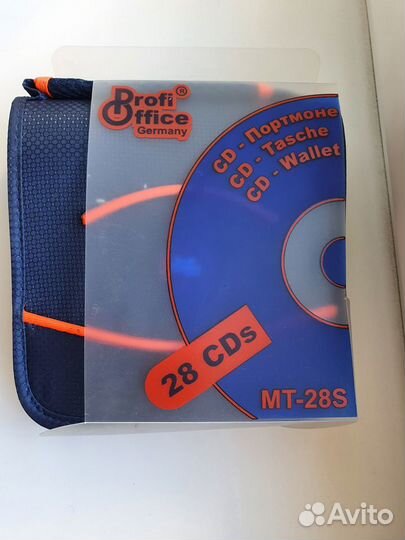 Profi ®
Office
Germany
CD - Портмоне
CD - Tasche
CD - Wallet
28 CDs
MT-28S
Avito